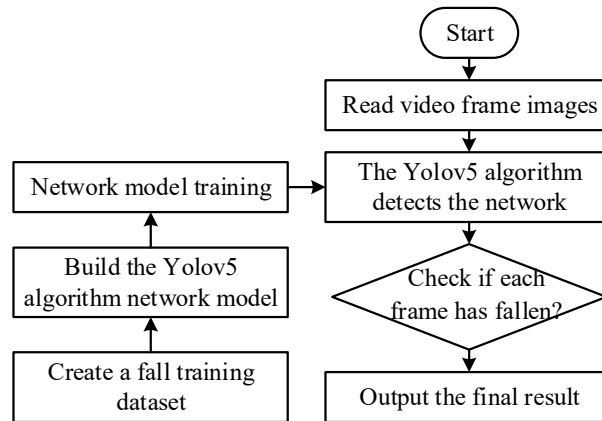 Start
Read video frame images
Network model training
The Yolov5 algorithm
detects the network
Build the Yolov5
algorithm network model
Check if each
frame has fallen?
Create a fall training
dataset
Output the final result